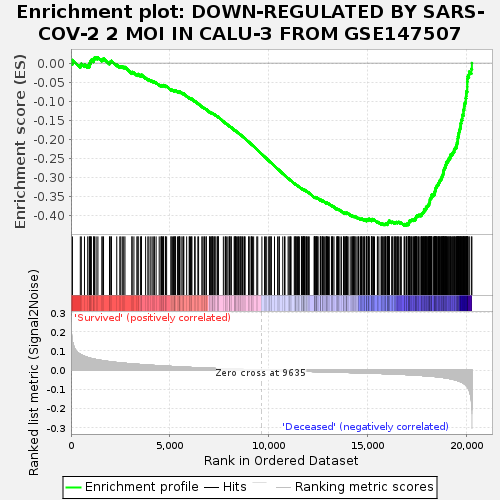 Enrichment plot: DOWN-REGULATED BY SARS-
COV-2 2 MOI IN CALU-3 FROM GSE147507
Enrichment score (ES)
0.00
-0.05
-0.10
-0.15
-0.20
-0.25
-0.30
-0.35
-0.40
Ranked list metric (Signal2Noise)
0.3
0.2
0.1
0.0
-0.1
-0.2
-0.3
'Survived' (positively correlated)
Zero cross at 9635
'Deceased' (negatively correlated)
0
5,000
10,000
15,000
20,000
Rank in Ordered Dataset
Enrichment profile
Hits
Ranking metric scores